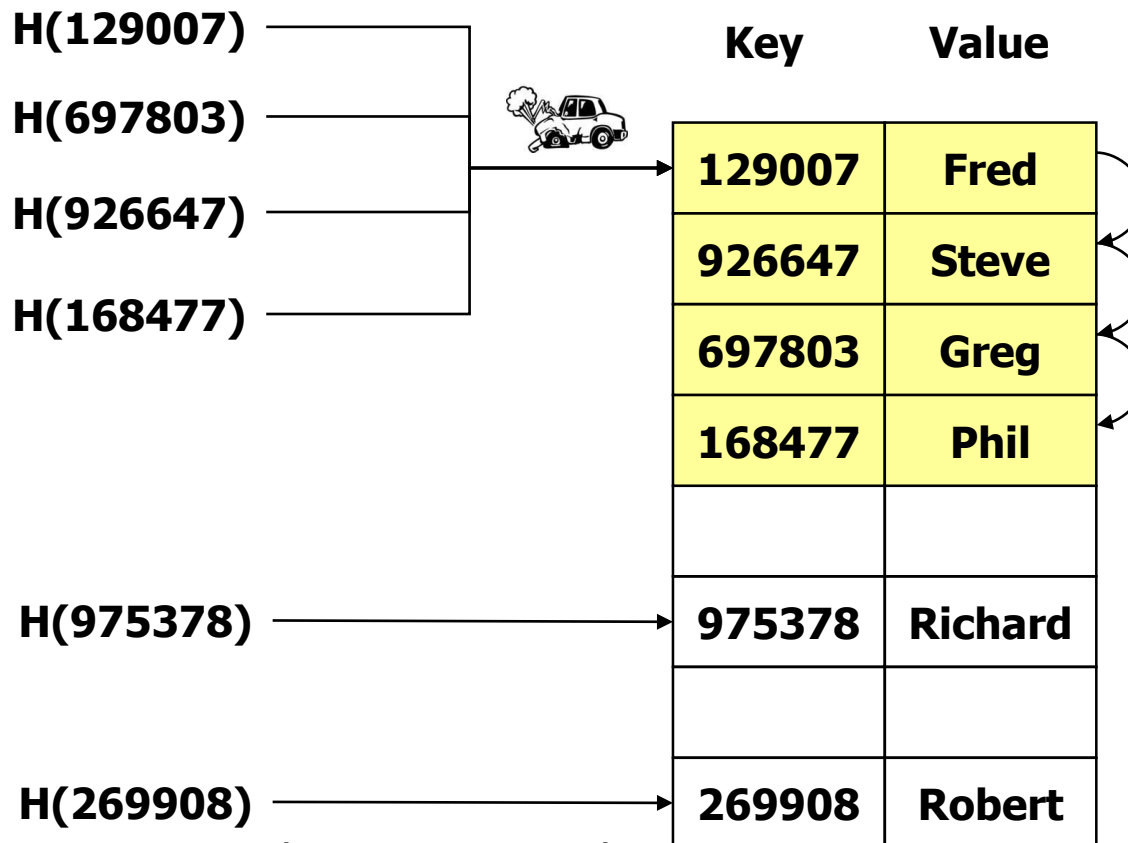 H(129007)
Key Value
H(697803)
129007 Fred
H(926647)
926647 Steve
H(168477)
697803 Greg
168477 Phil
H(975378)
975378 Richard
H(269908)
269908 Robert